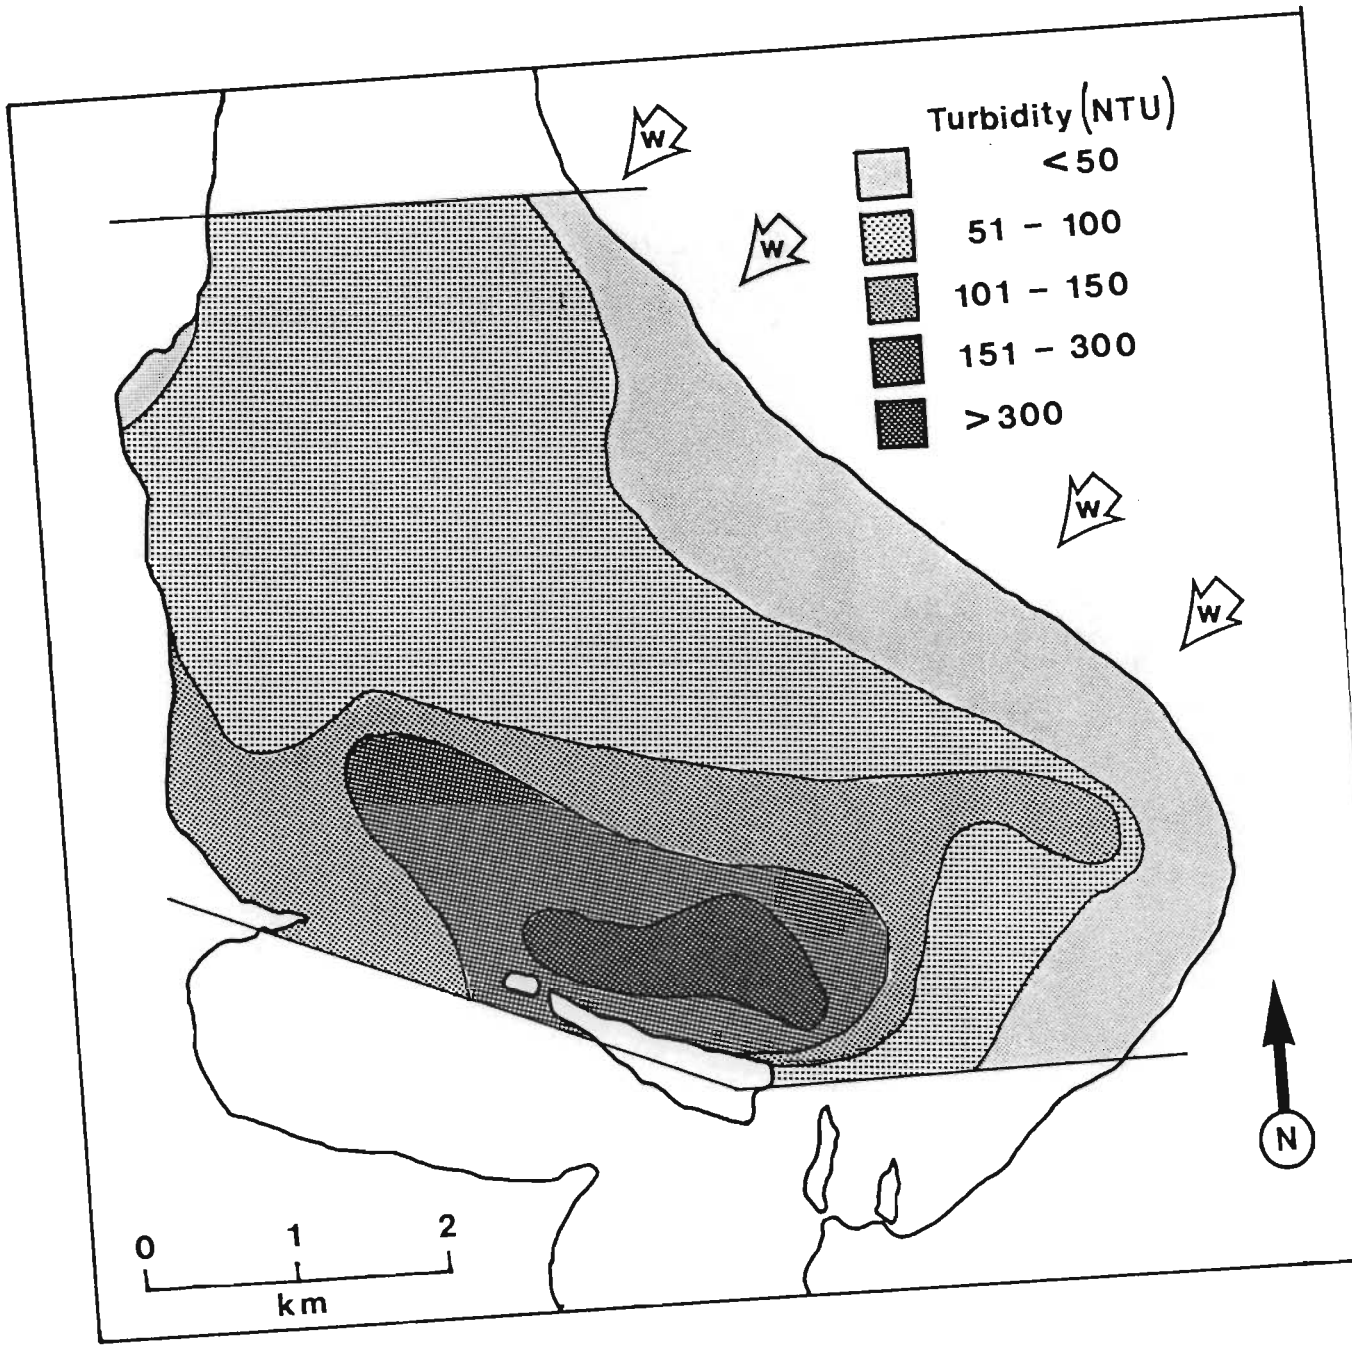 Turbidity (NTU)
<50
51 – 100
101 – 150
151 – 300
>300
W
W
W
W
N
0 1 2
km